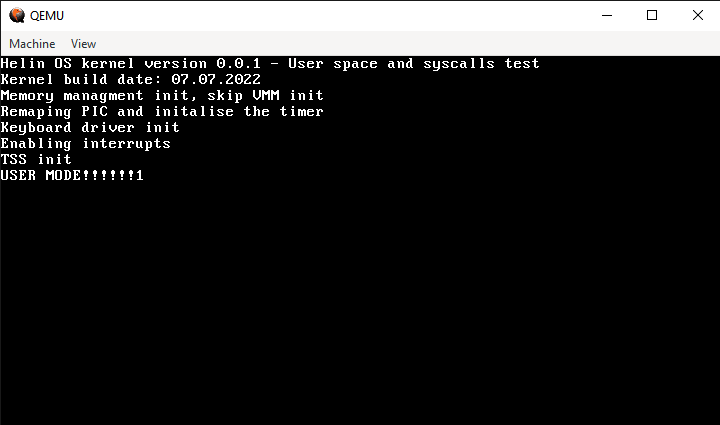 QEMU
Machine View
Helin OS kernel version 0.0.1 - User space and syscalls test
Kernel build date: 07.07.2022
Memory managment init, skip VMM init
Remaping PIC and initalise the timer
Keyboard driver init
Enabling interrupts
TSS init
USER MODE!!!!!!1